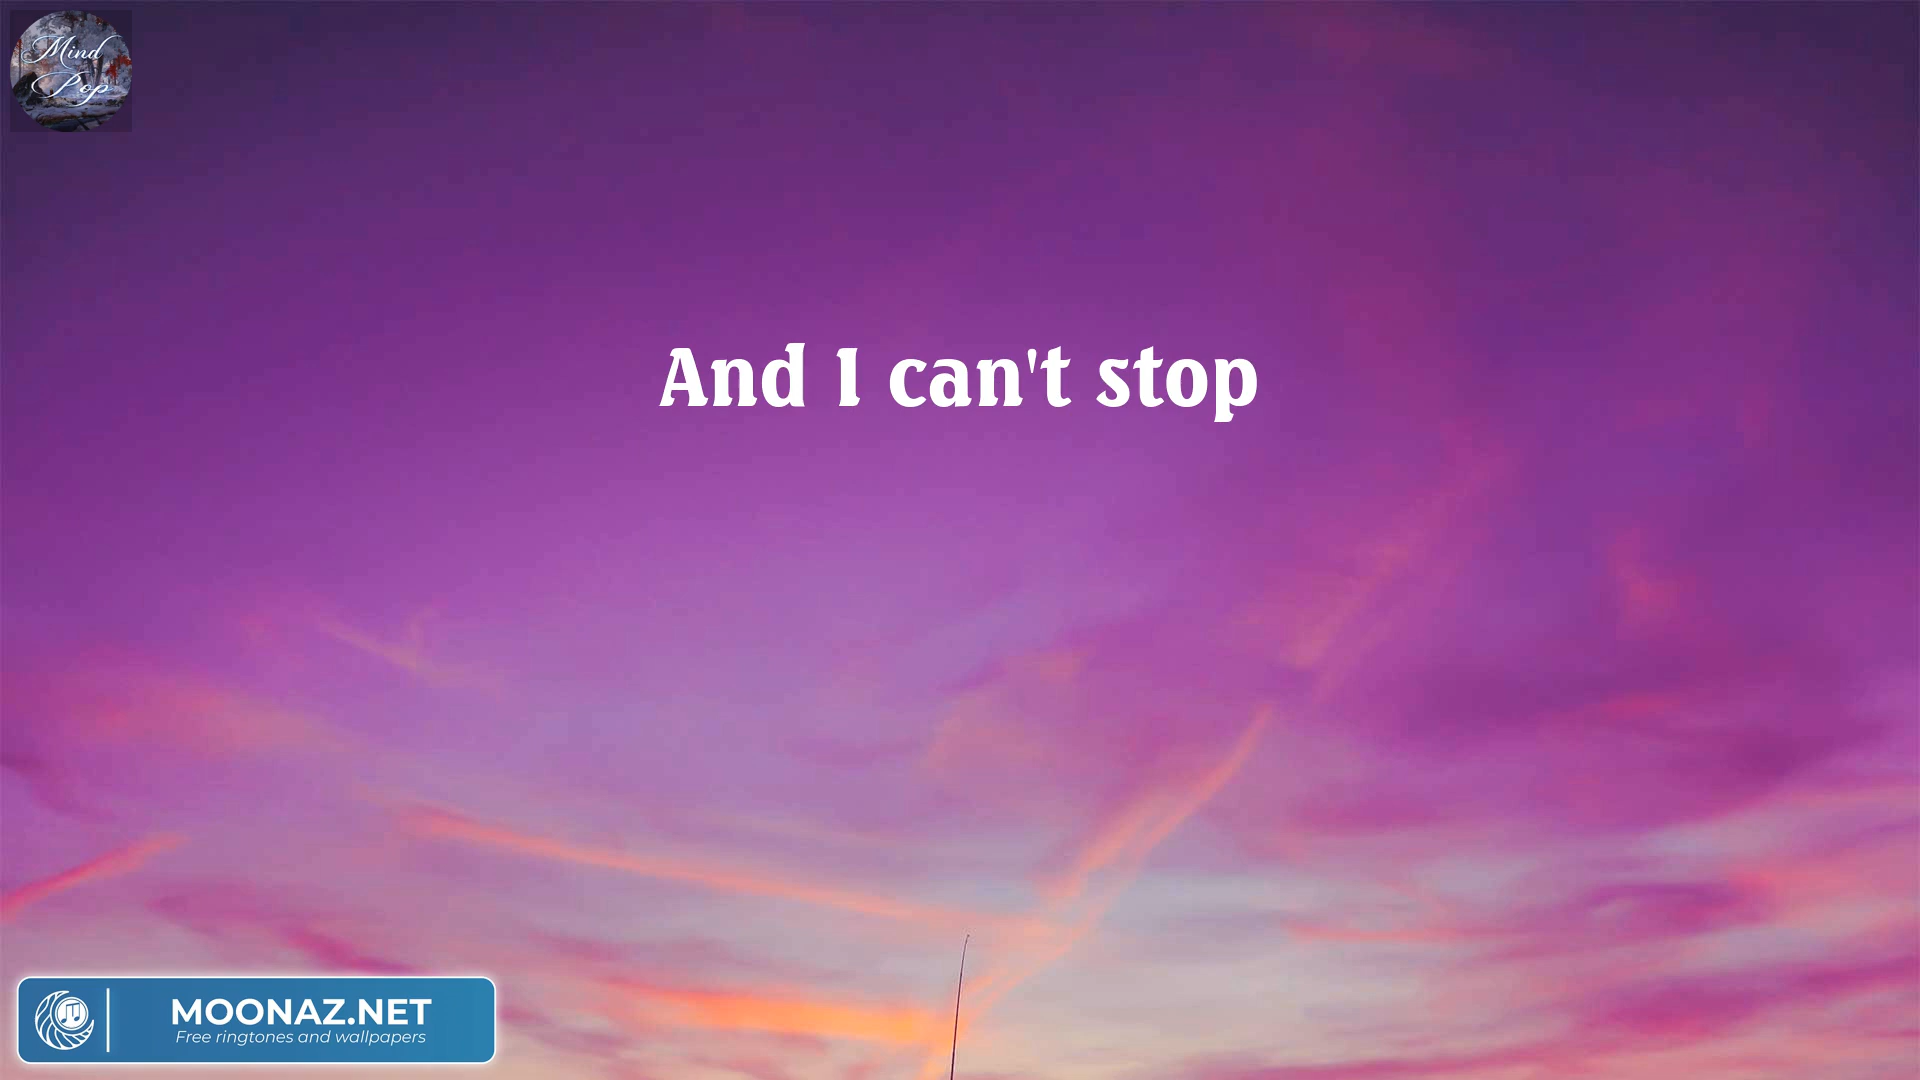 Mind
Pop
And I can't stop
MOONAZ.NET
Free ringtones and wallpapers